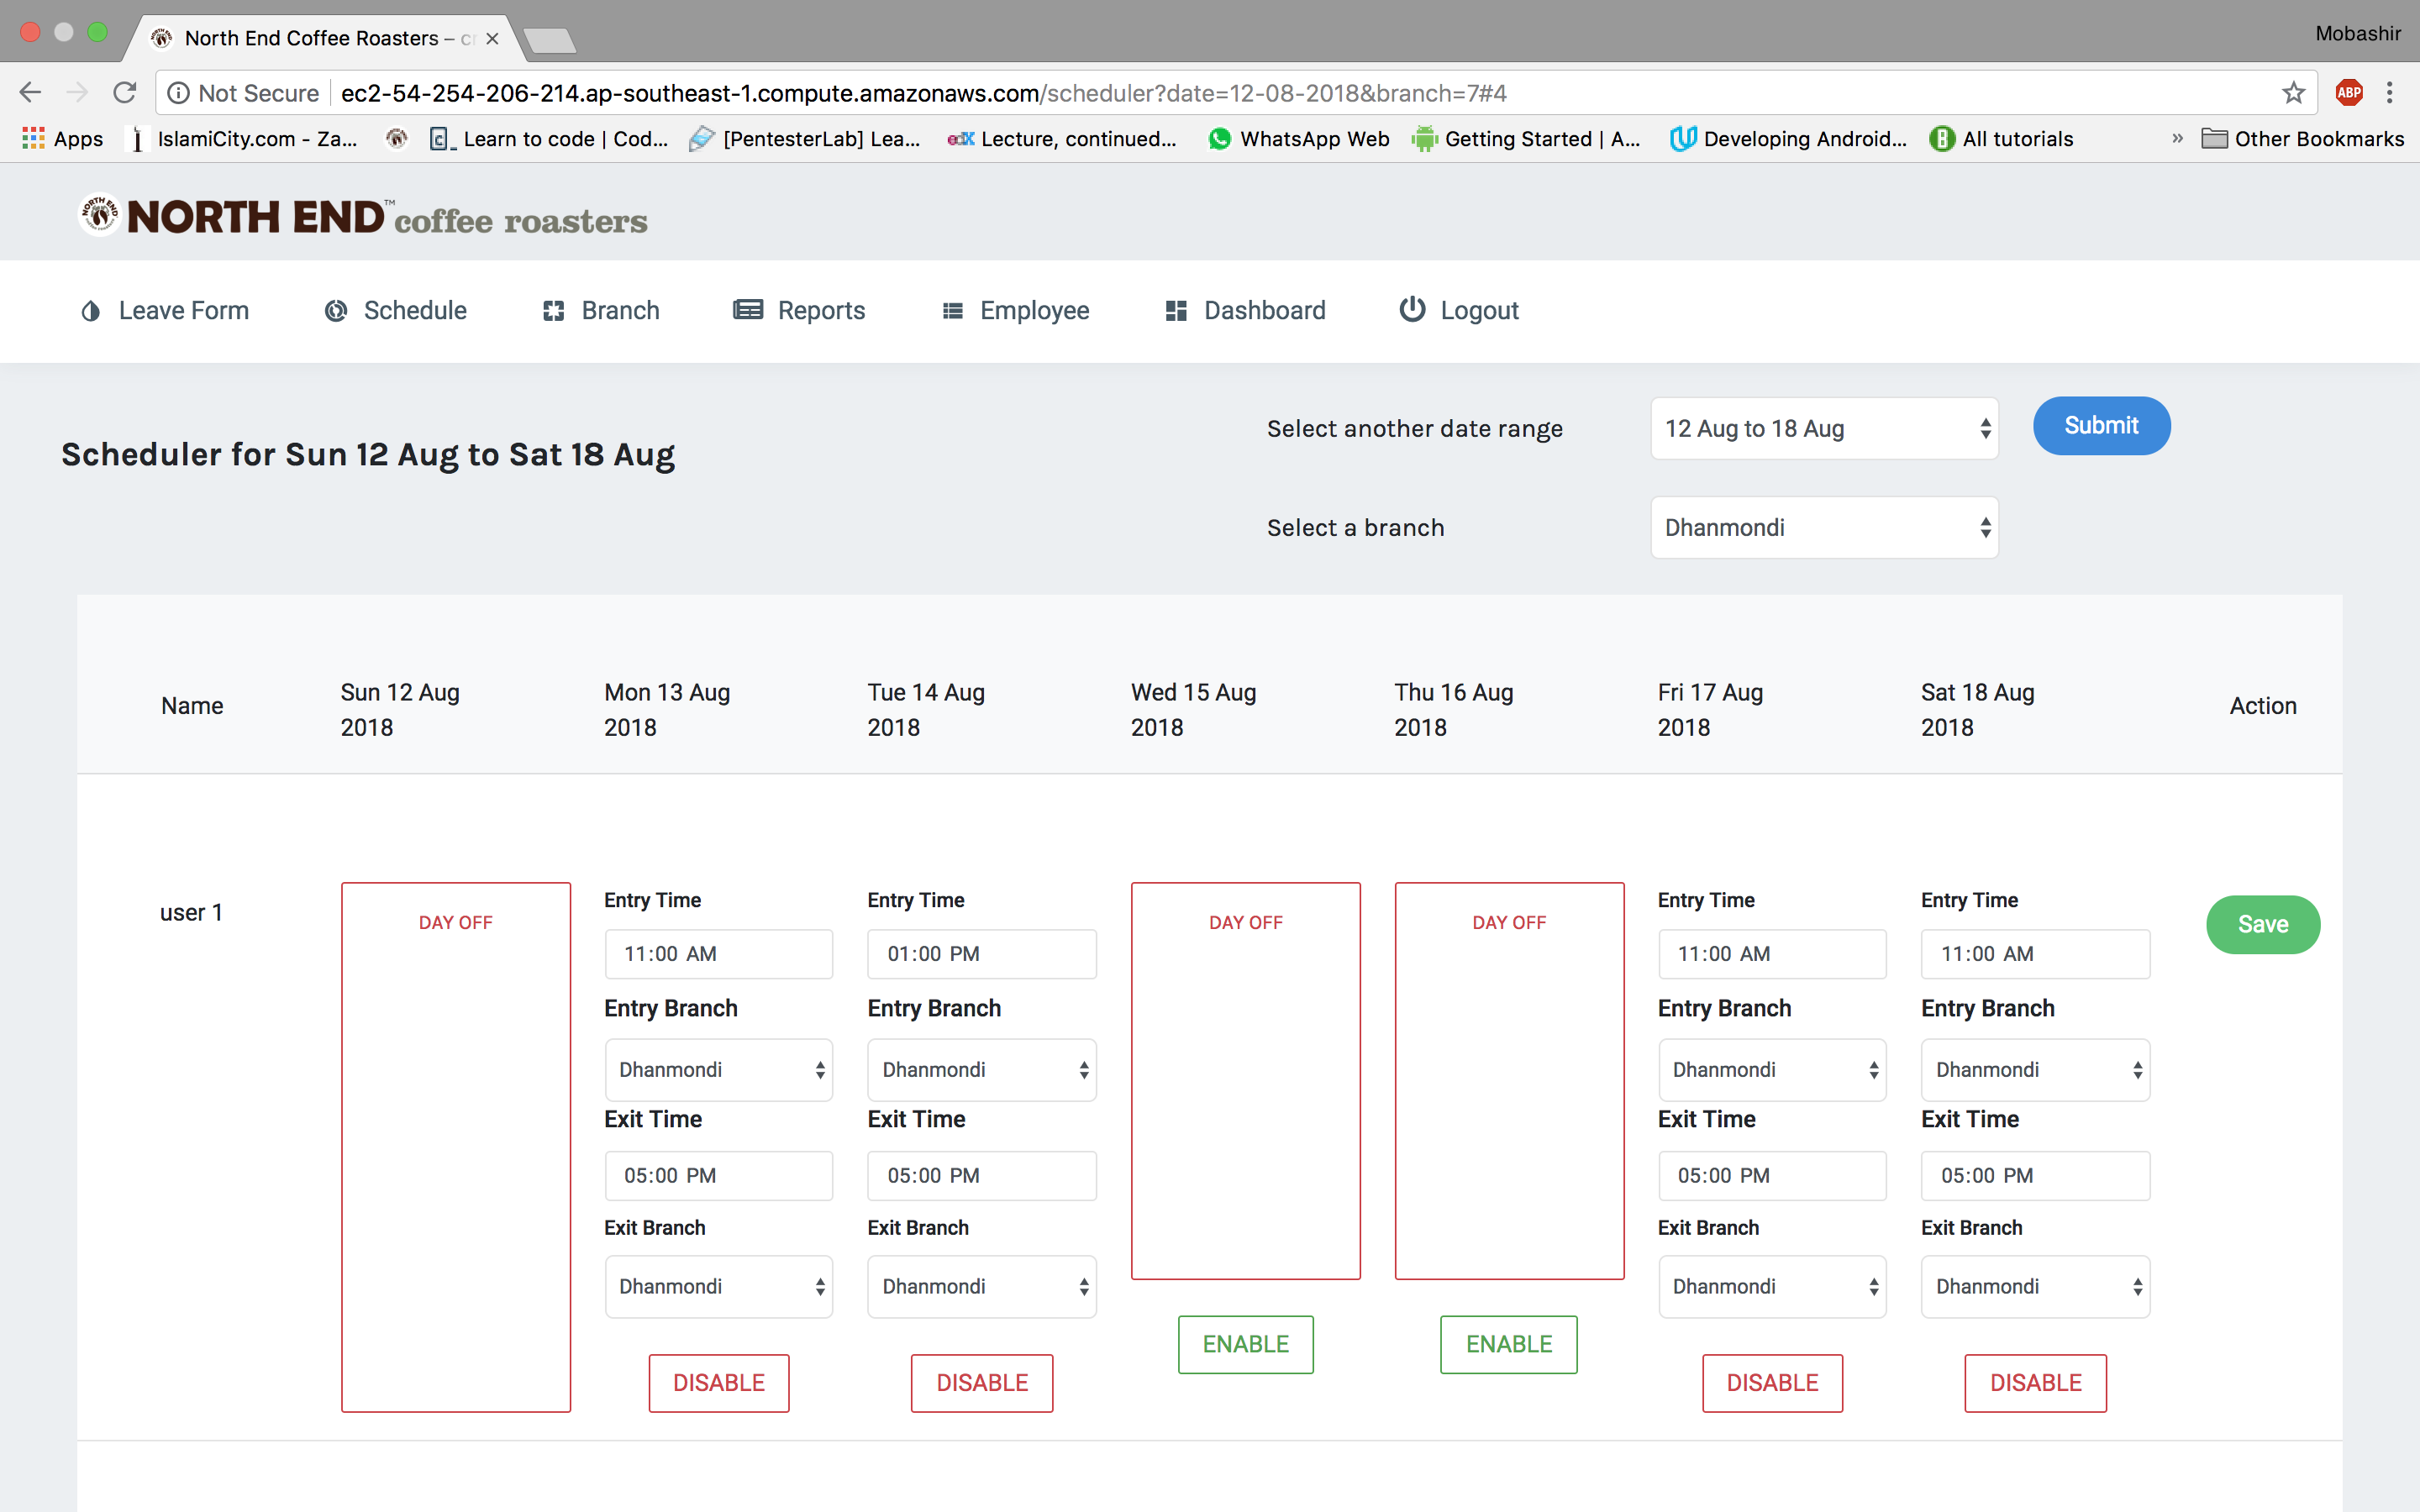 North End Coffee Roasters – cr
Mobashir
Not Secure ec2-54-254-206-214.ap-southeast-1.compute.amazonaws.com/scheduler?date=12-08-2018&branch=7#4
ABP
Apps IslamiCity.com - Za... Learn to code | Cod... [PentesterLab] Lea... edX Lecture, continued... WhatsApp Web Getting Started | A... Developing Android... All tutorials » Other Bookmarks
NORTH END™ coffee roasters
Leave Form Schedule Branch Reports Employee Dashboard Logout
Select another date range 12 Aug to 18 Aug Submit
Scheduler for Sun 12 Aug to Sat 18 Aug
Select a branch Dhanmondi
Name Sun 12 Aug 2018 Mon 13 Aug 2018 Tue 14 Aug 2018 Wed 15 Aug 2018 Thu 16 Aug 2018 Fri 17 Aug 2018 Sat 18 Aug 2018 Action
Entry Time Entry Time Entry Time Entry Time
user 1 DAY OFF DAY OFF DAY OFF Save
11:00 AM 01:00 PM 11:00 AM 11:00 AM
Entry Branch Entry Branch Entry Branch Entry Branch
Dhanmondi Dhanmondi Dhanmondi Dhanmondi
Exit Time Exit Time Exit Time Exit Time
05:00 PM 05:00 PM 05:00 PM 05:00 PM
Exit Branch Exit Branch Exit Branch Exit Branch
Dhanmondi Dhanmondi Dhanmondi Dhanmondi
ENABLE ENABLE
DISABLE DISABLE DISABLE DISABLE